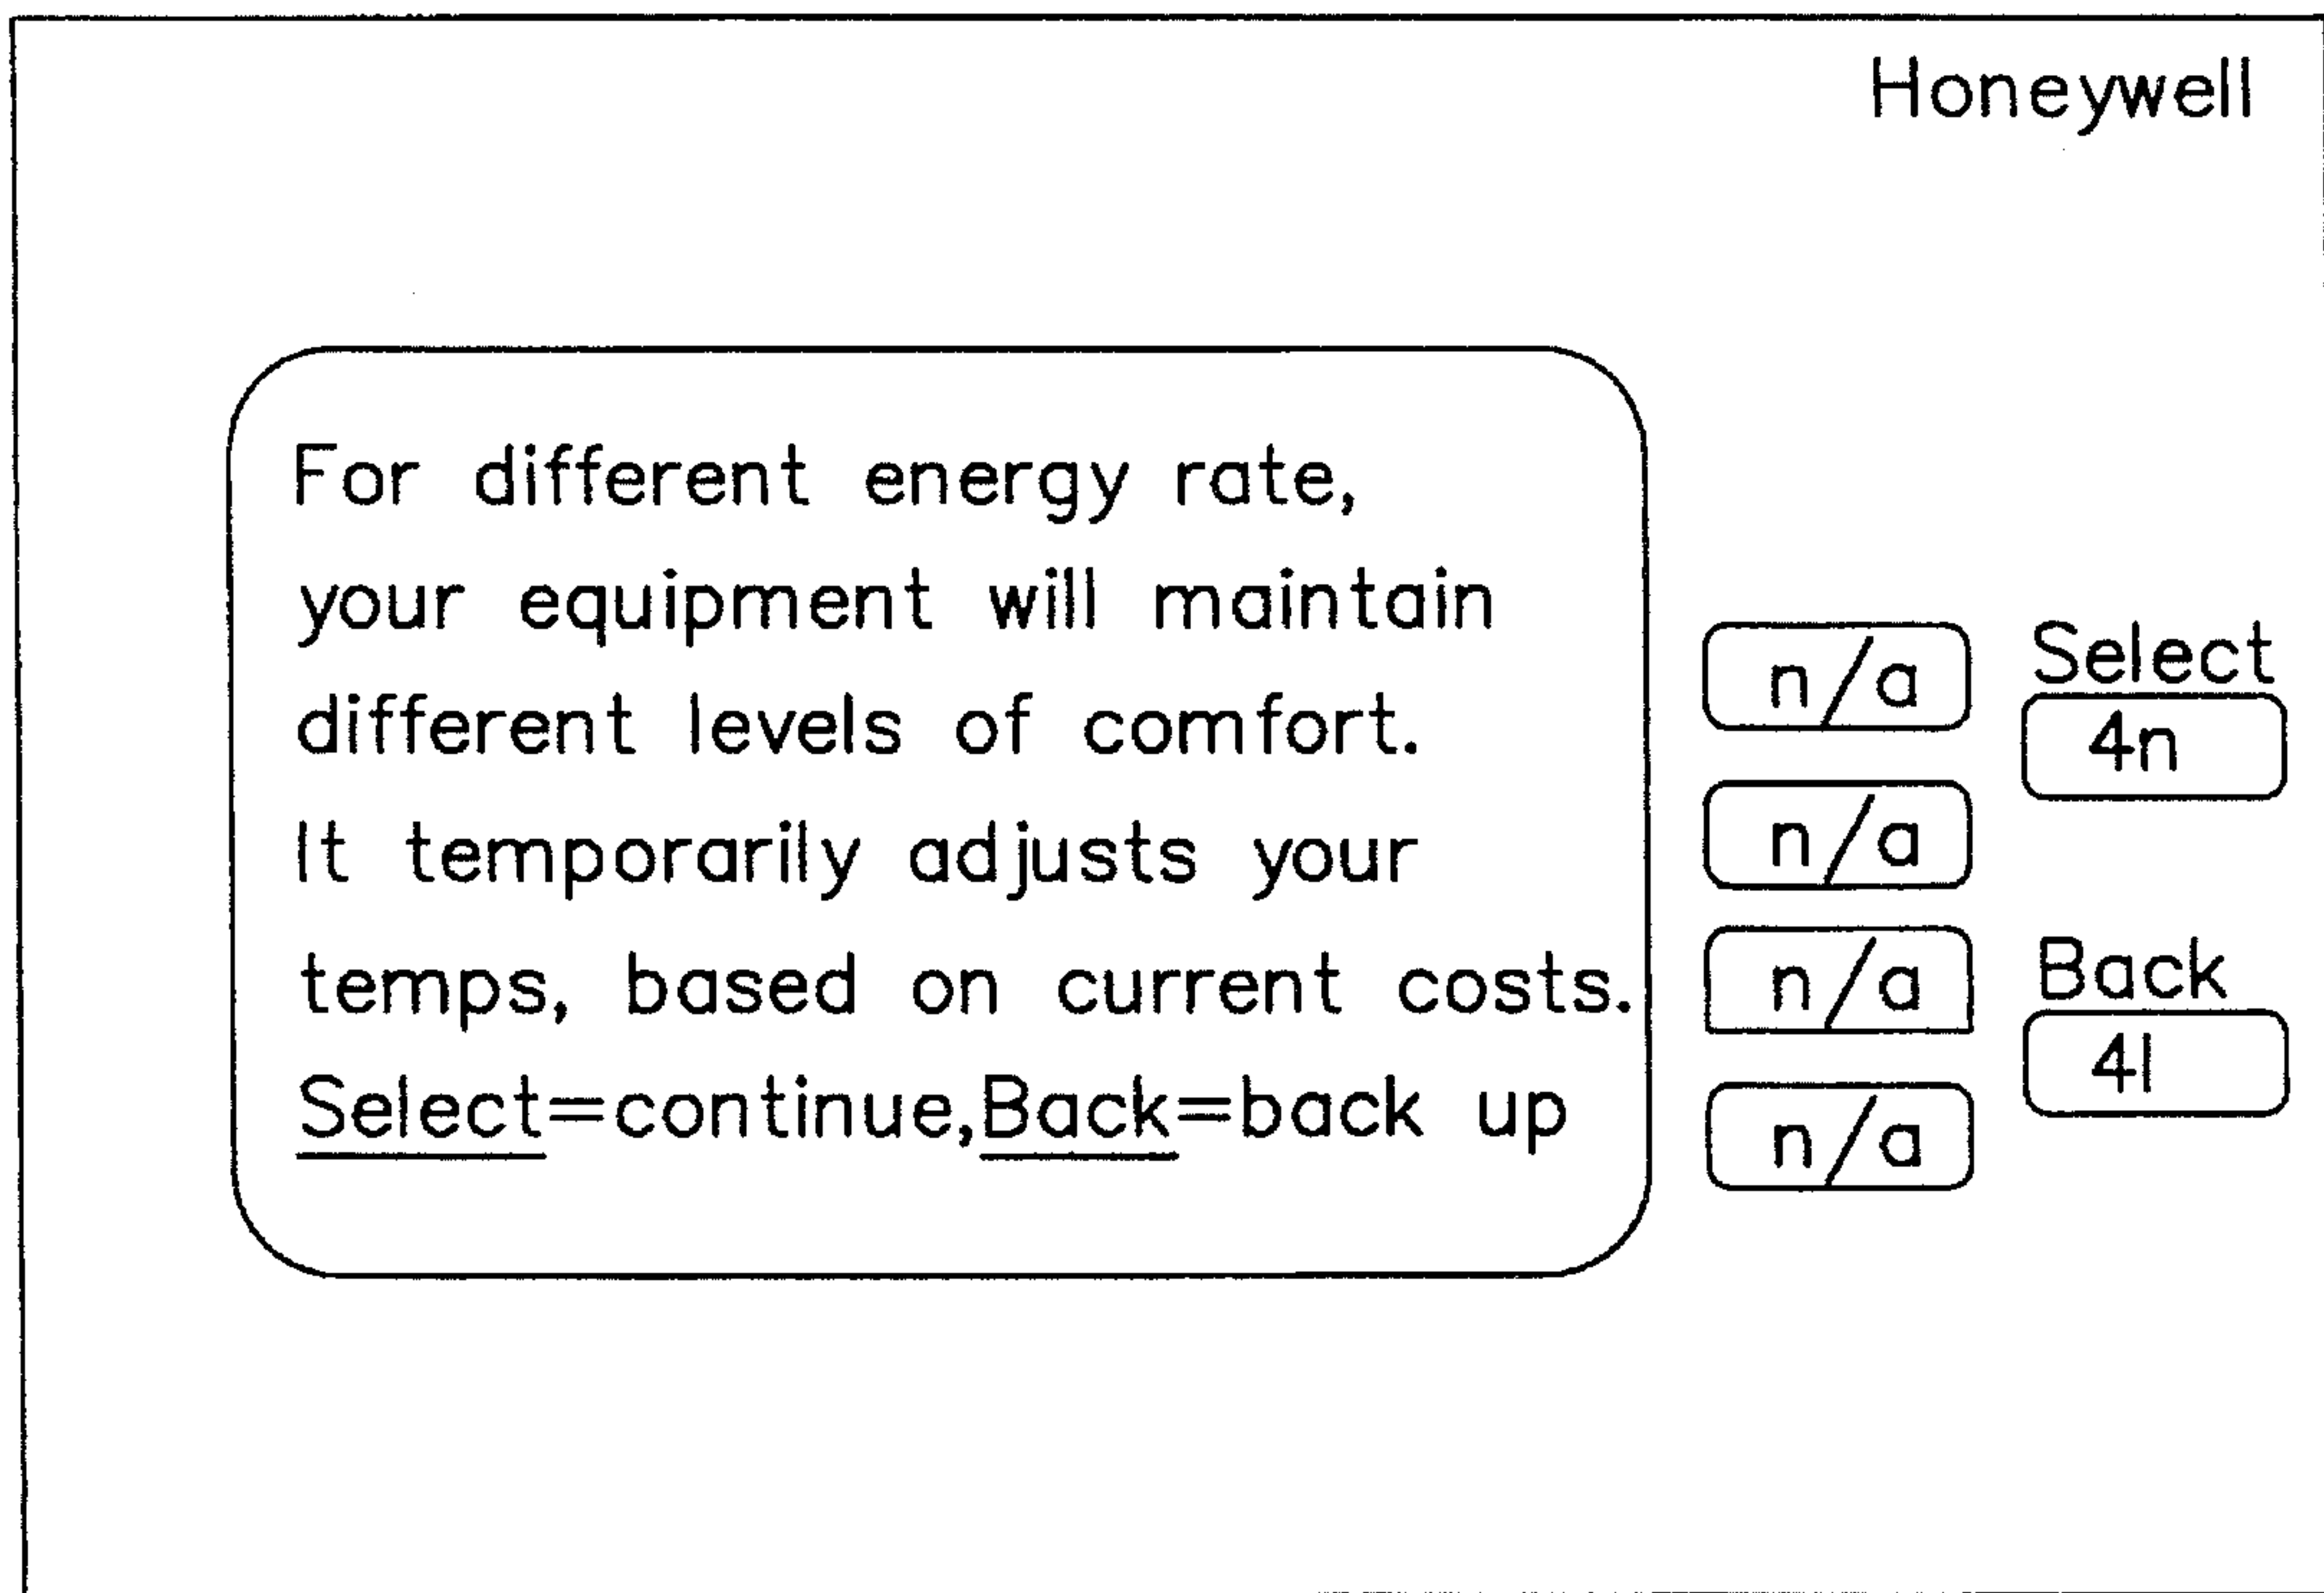 Honeywell
For different energy rate,
your equipment will maintain
different levels of comfort.
It temporarily adjusts your
temps, based on current costs.
Select=continue,Back=back up
n/a
n/a
n/a
n/a
Select
4n
Back
4l